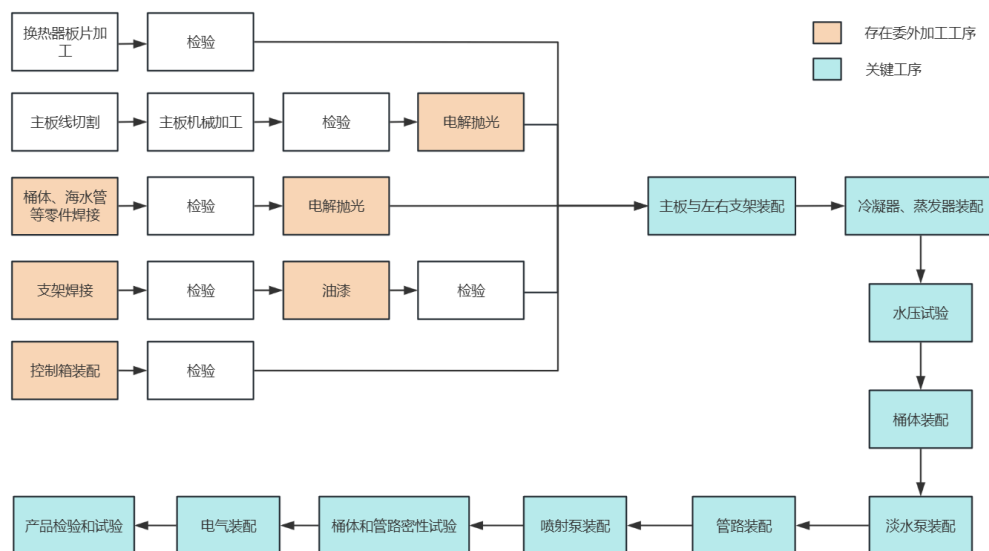 换热器板片加
工
检验
存在委外加工工序
关键工序
主板线切割
主板机械加工
检验
电解抛光
桶体、海水管
等零件焊接
检验
电解抛光
主板与左右支架装配
冷凝器、蒸发器装配
支架焊接
检验
油漆
检验
水压试验
控制箱装配
检验
桶体装配
产品检验和试验
电气装配
桶体和管路密性试验
喷射泵装配
管路装配
淡水泵装配